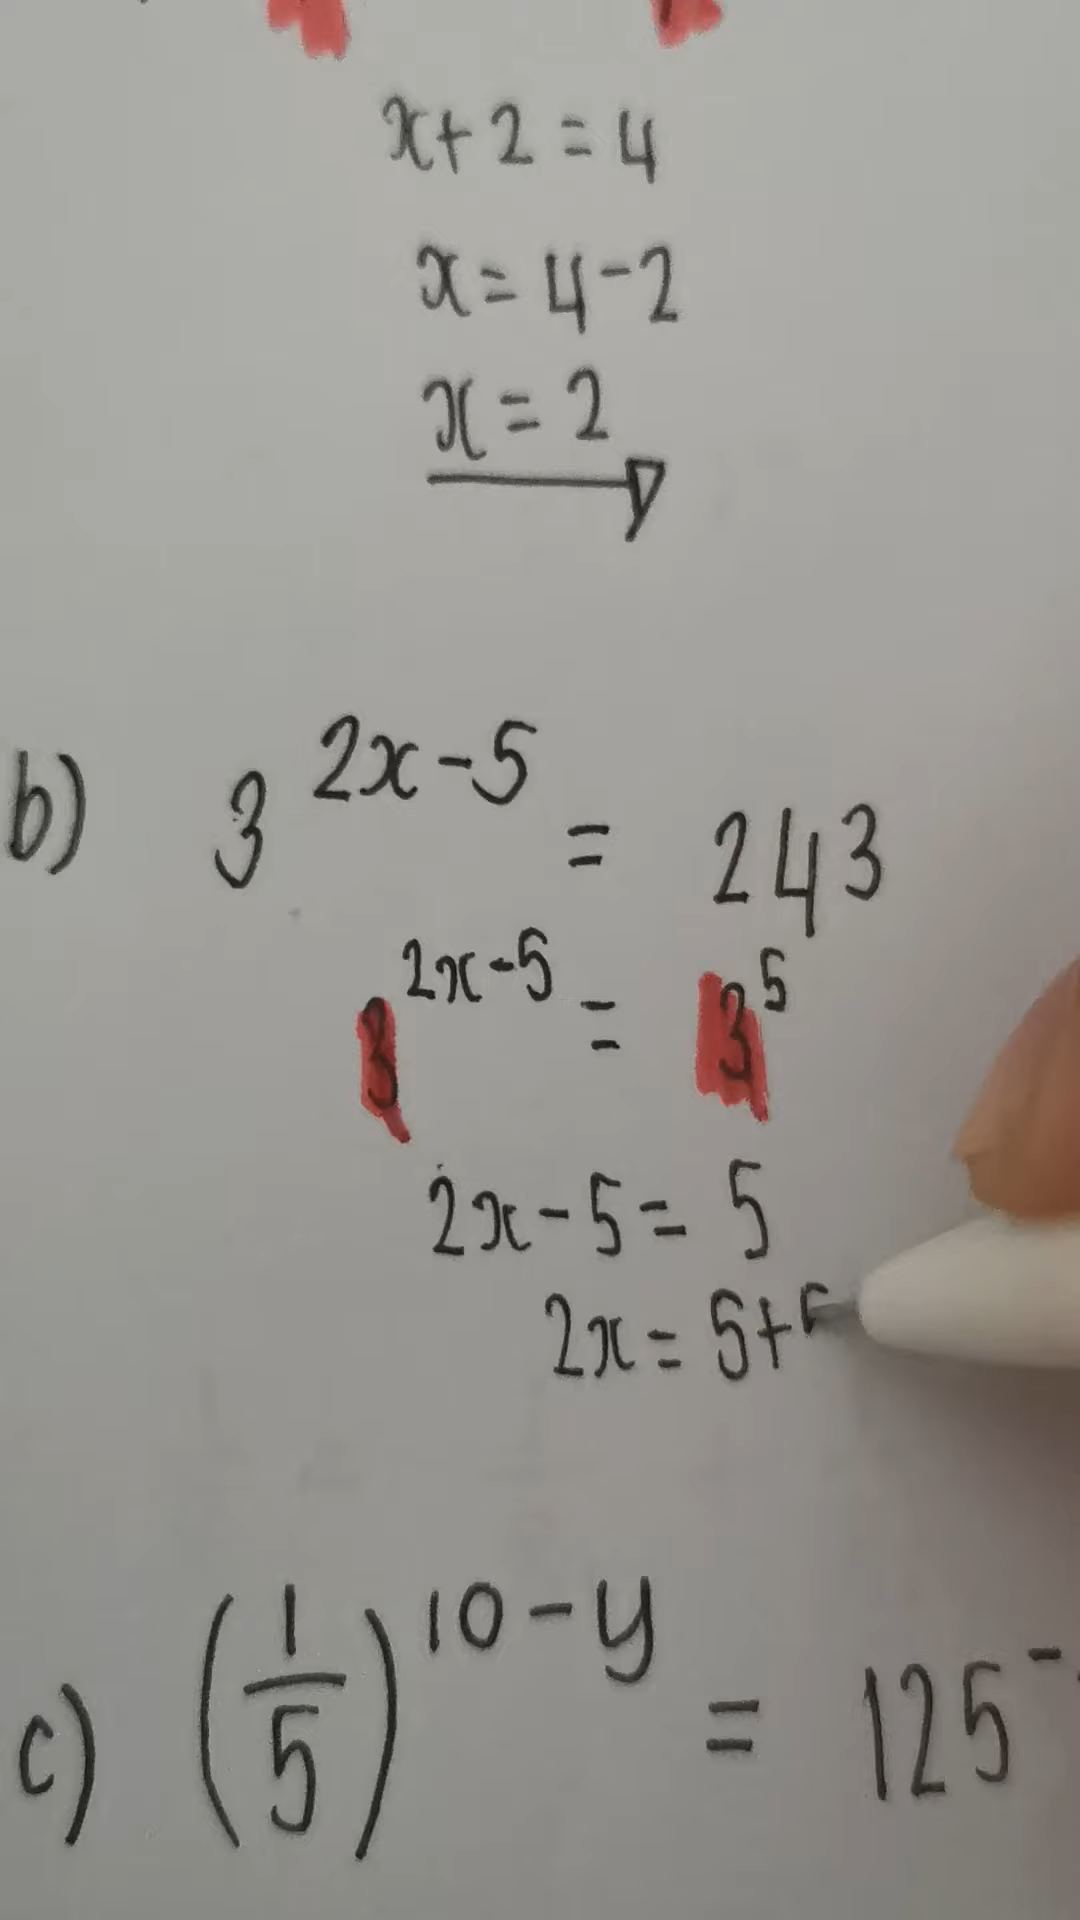 x+2=4
x=4-2
x=2
b) 3^{2x-5} = 243
3^{2x-5} = 3^5
2x-5=5
2x=5+
c) (1/5)^{10-y} = 125^-